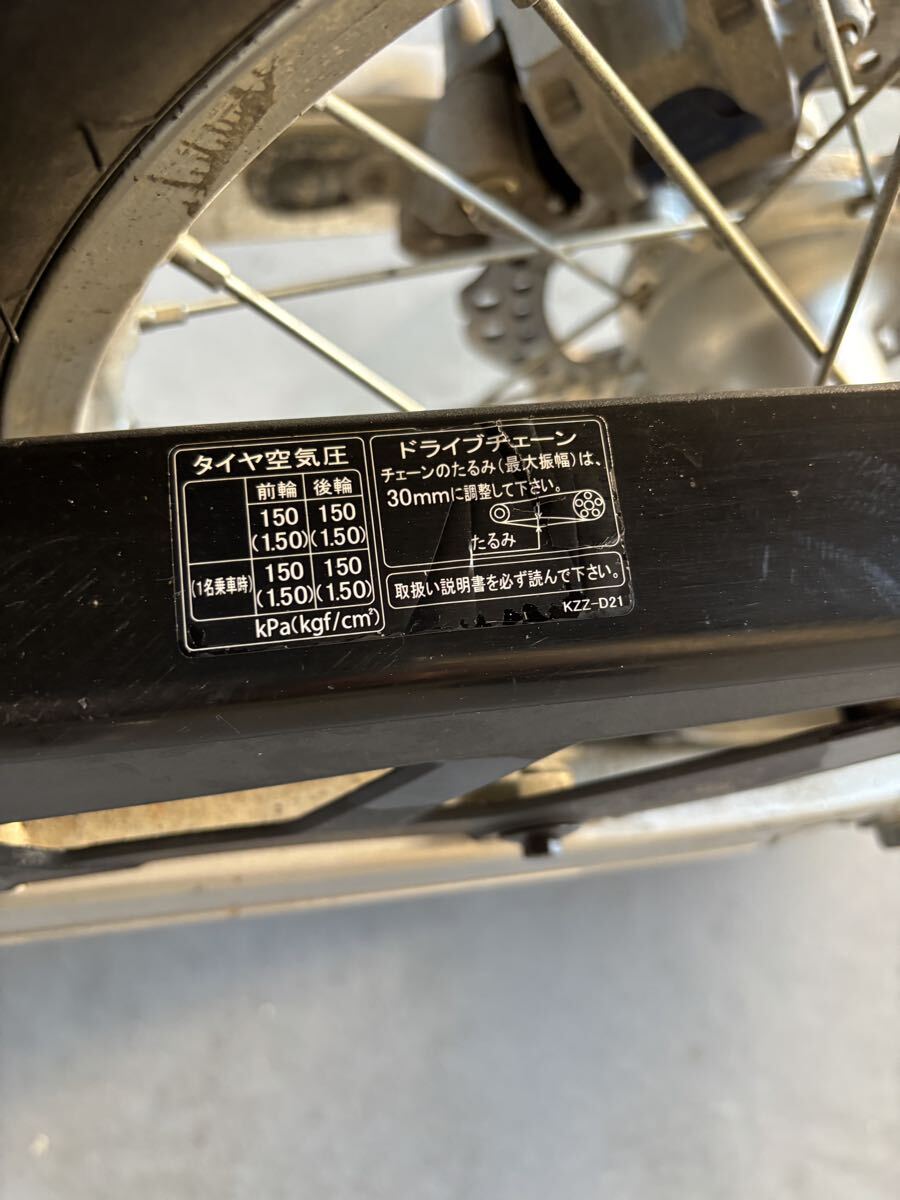 タイヤ空気圧
前輪 後輪
150 150
(1.50) (1.50)
(1名乗車時) 150 150
(1.50) (1.50)
kPa(kgf/cm²)
ドライブチェーン
チェーンのたるみ(最大振幅)は、
30mmに調整して下さい。
たるみ
取扱い説明書を必ず読んで下さい。
KZZ-D21